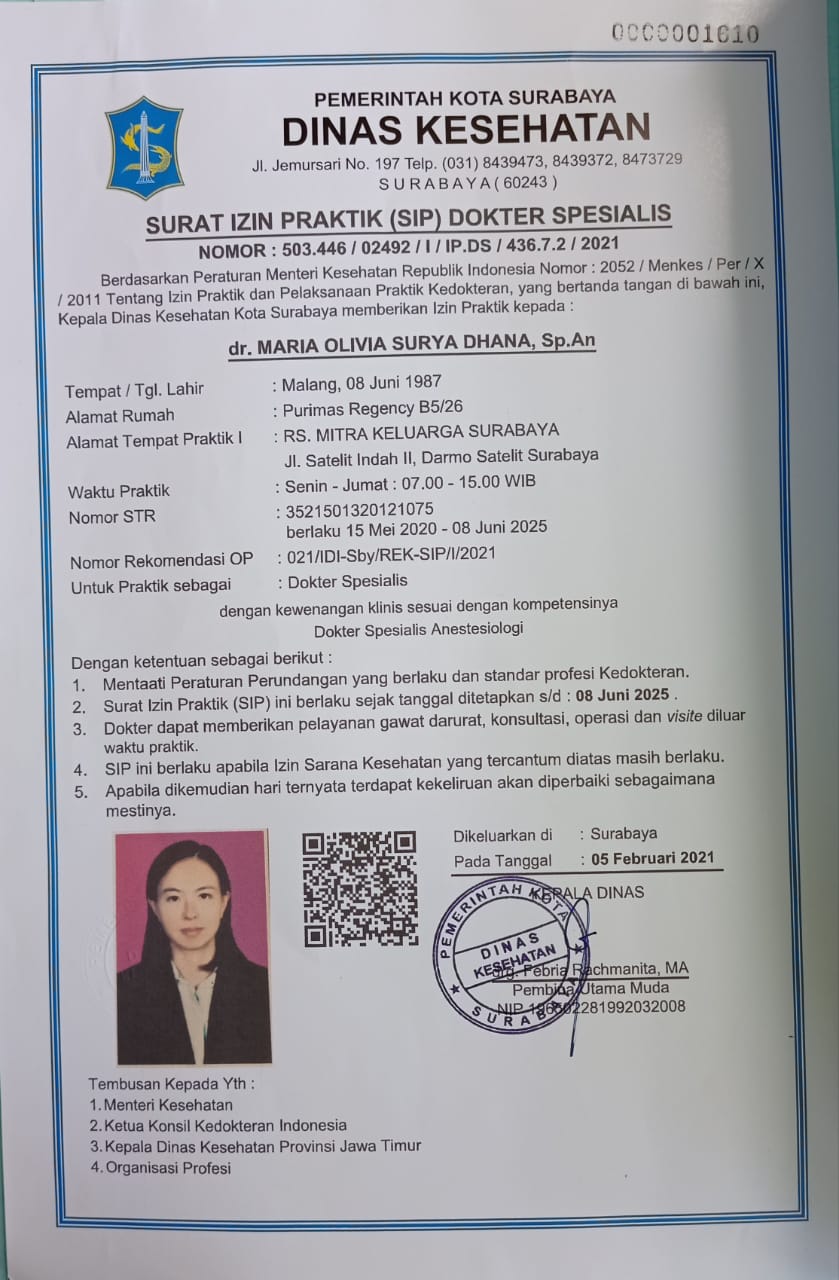 0000001610
PEMERINTAH KOTA SURABAYA
DINAS KESEHATAN
Jl. Jemursari No. 197 Telp. (031) 8439473, 8439372, 8473729
S U R A B A Y A ( 60243 )
SURAT IZIN PRAKTIK (SIP) DOKTER SPESIALIS
NOMOR : 503.446 / 02492 / I / IP.DS / 436.7.2 / 2021
Berdasarkan Peraturan Menteri Kesehatan Republik Indonesia Nomor : 2052 / Menkes / Per / X
/ 2011 Tentang Izin Praktik dan Pelaksanaan Praktik Kedokteran, yang bertanda tangan di bawah ini,
Kepala Dinas Kesehatan Kota Surabaya memberikan Izin Praktik kepada :
dr. MARIA OLIVIA SURYA DHANA, Sp.An
Tempat / Tgl. Lahir : Malang, 08 Juni 1987
Alamat Rumah : Purimas Regency B5/26
Alamat Tempat Praktik I : RS. MITRA KELUARGA SURABAYA
Jl. Satelit Indah II, Darmo Satelit Surabaya
Waktu Praktik : Senin - Jumat : 07.00 - 15.00 WIB
Nomor STR : 3521501320121075
berlaku 15 Mei 2020 - 08 Juni 2025
Nomor Rekomendasi OP : 021/IDI-Sby/REK-SIP/I/2021
Untuk Praktik sebagai : Dokter Spesialis
dengan kewenangan klinis sesuai dengan kompetensinya
Dokter Spesialis Anestesiologi
Dengan ketentuan sebagai berikut :
1. Mentaati Peraturan Perundangan yang berlaku dan standar profesi Kedokteran.
2. Surat Izin Praktik (SIP) ini berlaku sejak tanggal ditetapkan s/d : 08 Juni 2025 .
3. Dokter dapat memberikan pelayanan gawat darurat, konsultasi, operasi dan visite diluar
waktu praktik.
4. SIP ini berlaku apabila Izin Sarana Kesehatan yang tercantum diatas masih berlaku.
5. Apabila dikemudian hari ternyata terdapat kekeliruan akan diperbaiki sebagaimana
mestinya.
Dikeluarkan di : Surabaya
Pada Tanggal : 05 Februari 2021
KEPALA DINAS
PEMERINTAH KOTA
DINAS
KESEHATAN
SURABAYA
drg. Febria Rachmanita, MA
Pembina Utama Muda
NIP 196502281992032008
Tembusan Kepada Yth :
1. Menteri Kesehatan
2. Ketua Konsil Kedokteran Indonesia
3. Kepala Dinas Kesehatan Provinsi Jawa Timur
4. Organisasi Profesi